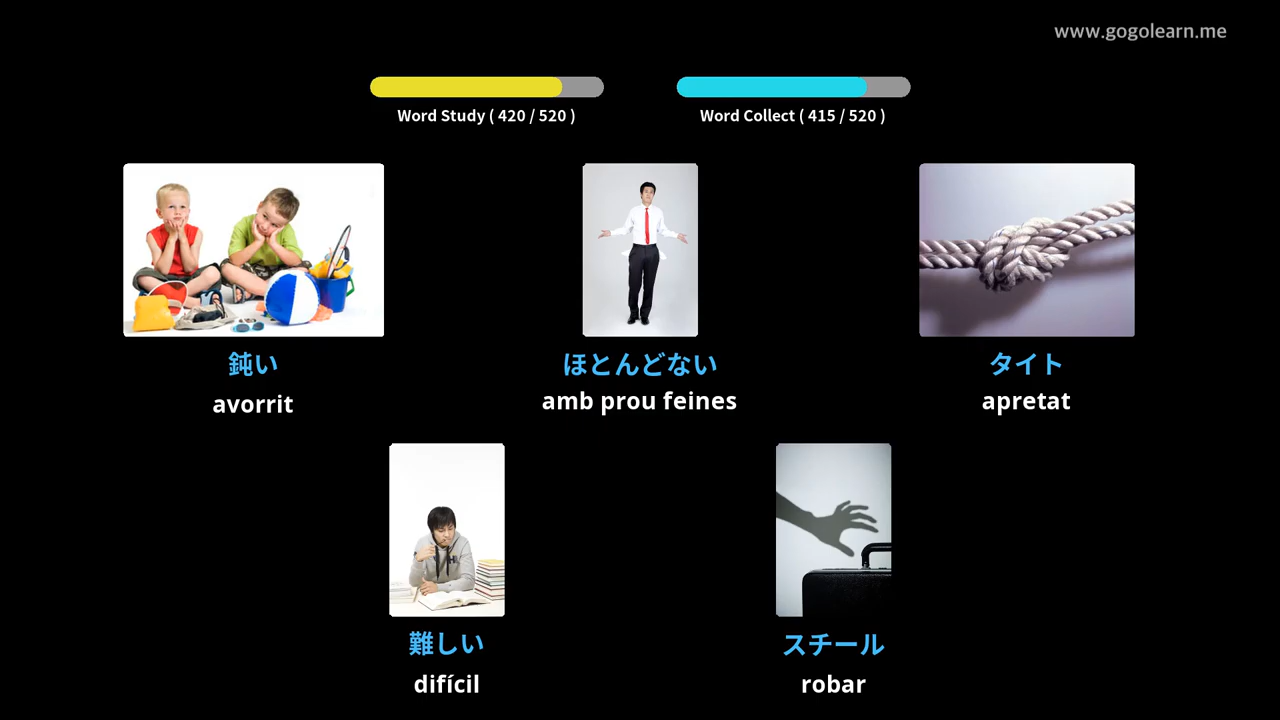 www.gogolearn.me
Word Study ( 420 / 520 )
Word Collect ( 415 / 520 )
鈍い
avorrit
ほとんどない
amb prou feines
タイト
apretat
難しい
difícil
スチール
robar